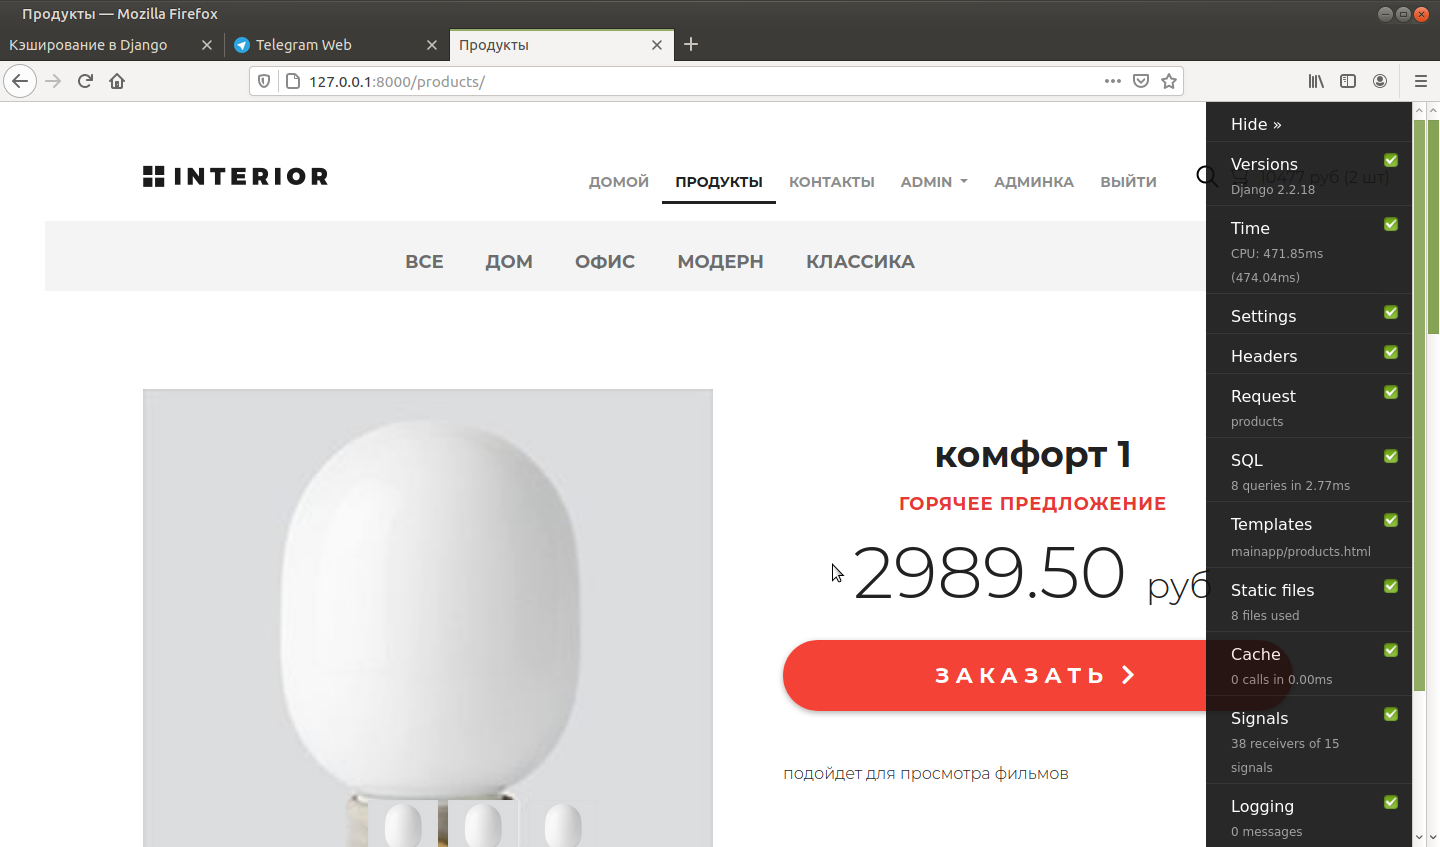 Продукты — Mozilla Firefox
Кэширование в Django
Telegram Web
Продукты
127.0.0.1:8000/products/
INTERIOR
ДОМОЙ ПРОДУКТЫ КОНТАКТЫ ADMIN АДМИНКА ВЫЙТИ
10477 руб (2 шт)
ВСЕ ДОМ ОФИС МОДЕРН КЛАССИКА
комфорт 1
ГОРЯЧЕЕ ПРЕДЛОЖЕНИЕ
2989.50 руб
ЗАКАЗАТЬ
подойдет для просмотра фильмов
Hide »
Versions
Django 2.2.18
Time
CPU: 471.85ms
(474.04ms)
Settings
Headers
Request
products
SQL
8 queries in 2.77ms
Templates
mainapp/products.html
Static files
8 files used
Cache
0 calls in 0.00ms
Signals
38 receivers of 15
signals
Logging
0 messages